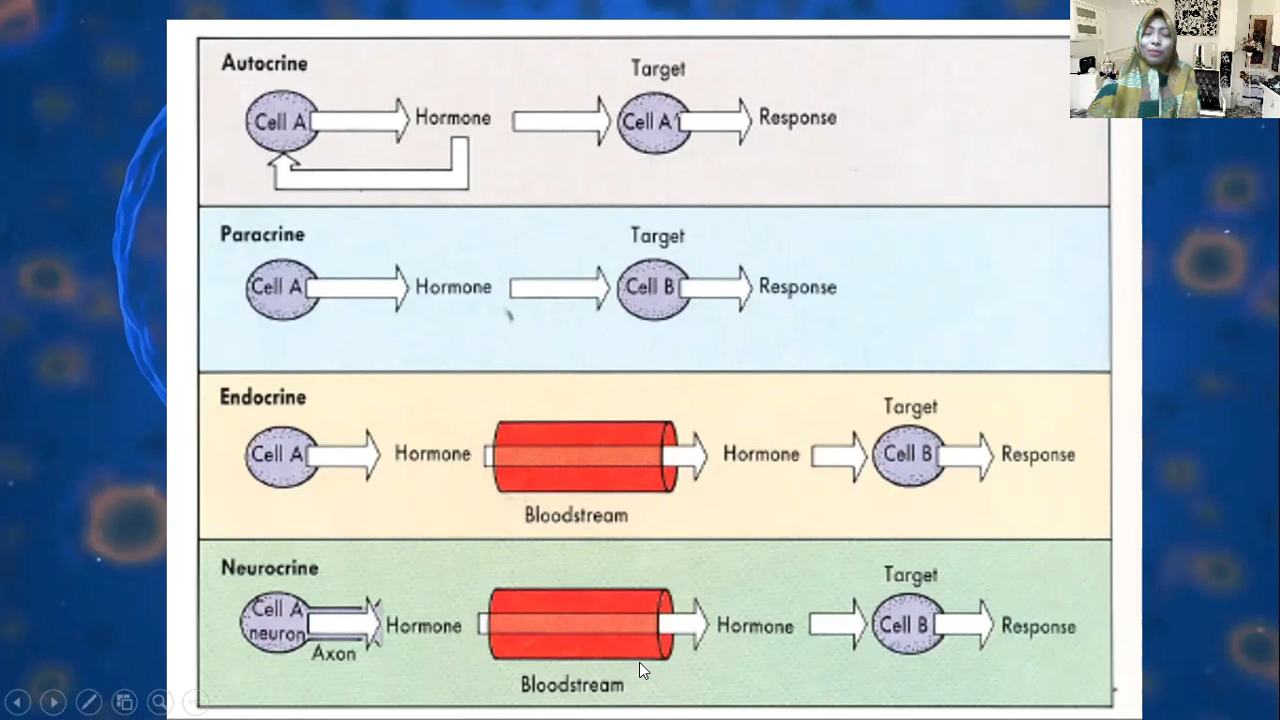 Autocrine
Target
Cell A
Hormone
Cell A'
Response
Paracrine
Target
Cell A
Hormone
Cell B
Response
Endocrine
Target
Cell A
Hormone
Hormone
Cell B
Response
Bloodstream
Neurocrine
Target
Cell A
neuron
Axon
Hormone
Hormone
Cell B
Response
Bloodstream